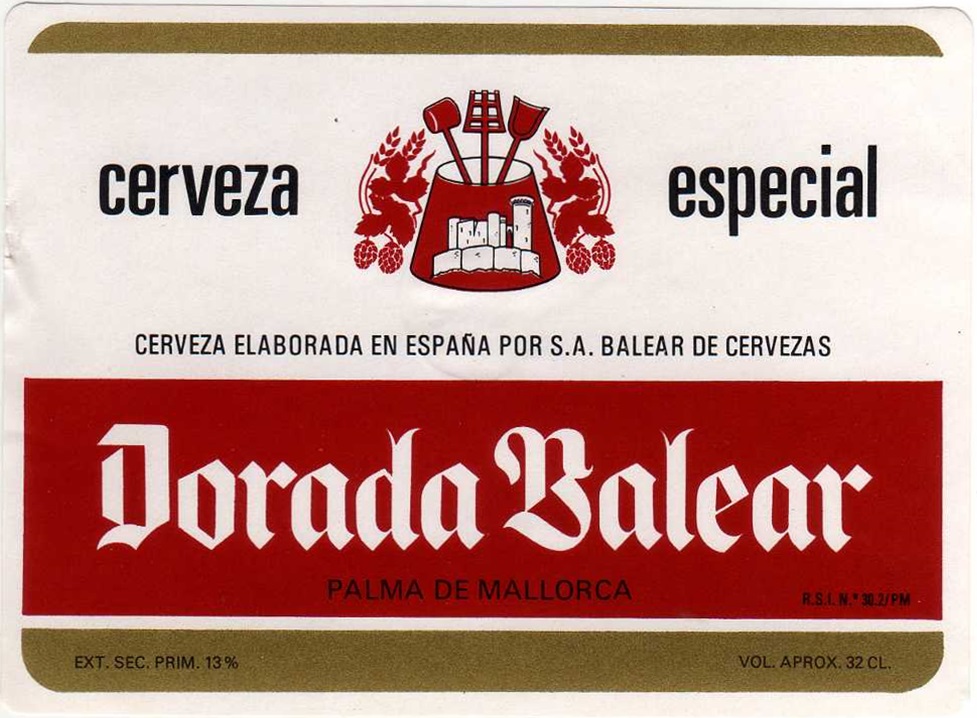 cerveza especial
CERVEZA ELABORADA EN ESPAÑA POR S.A. BALEAR DE CERVEZAS
Dorada Balear
PALMA DE MALLORCA
R.S.I. N.º 30.2/PM
EXT. SEC. PRIM. 13% VOL. APROX. 32 CL.